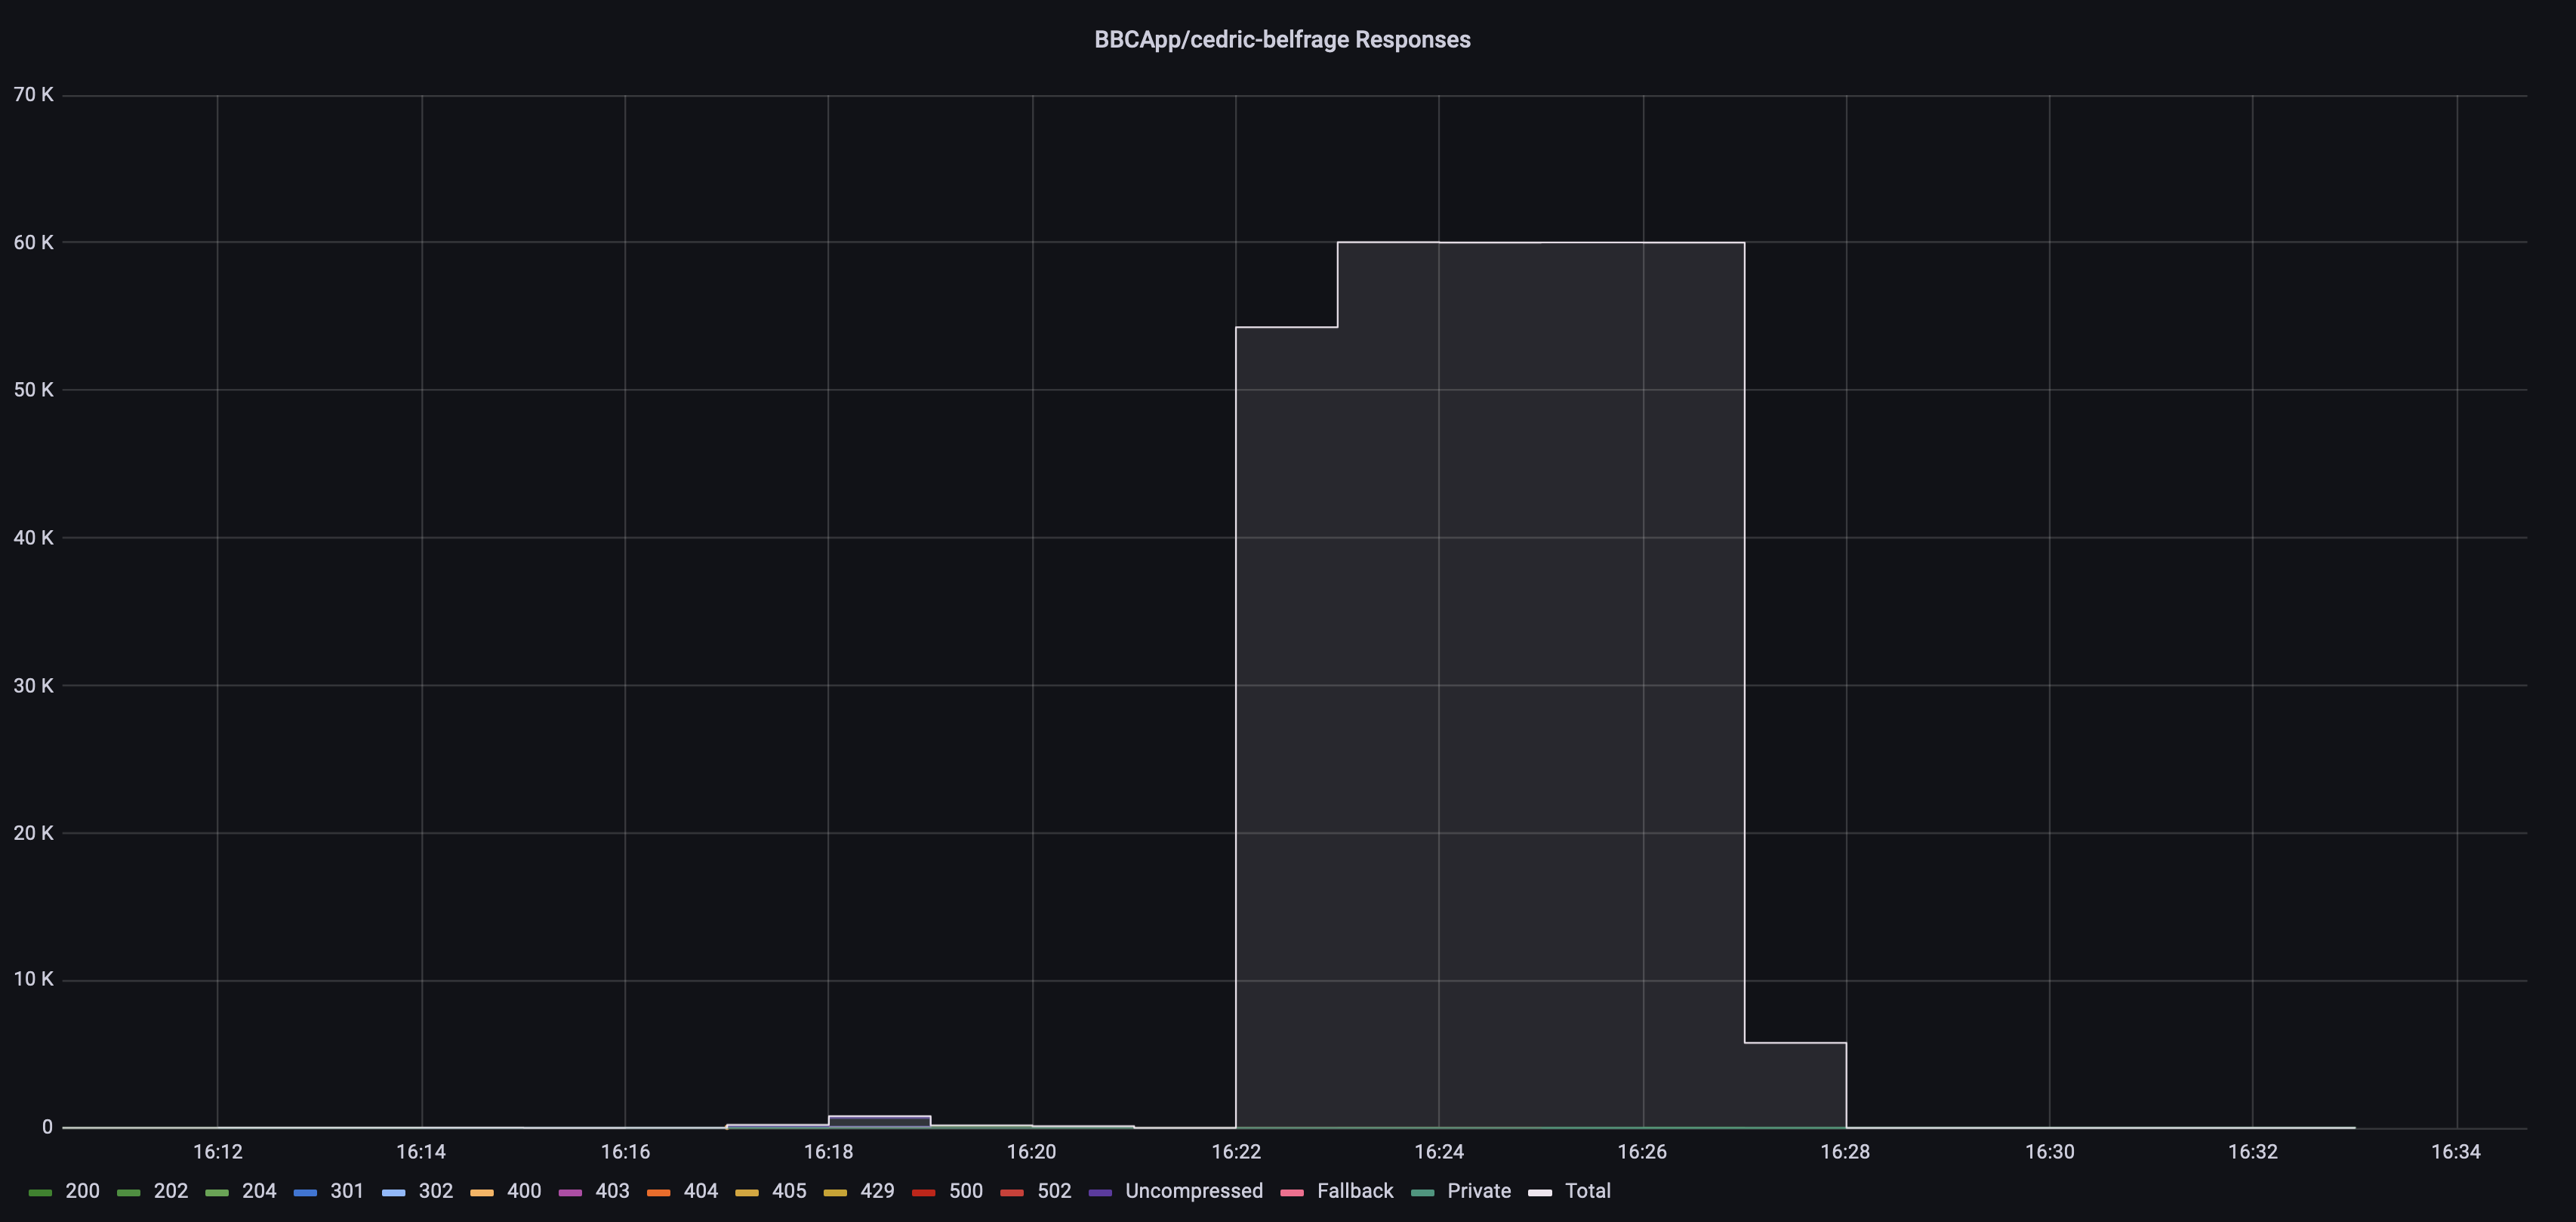 BBCApp/cedric-belfrage Responses
70 K
60 K
50 K
40 K
30 K
20 K
10 K
0
16:12 16:14 16:16 16:18 16:20 16:22 16:24 16:26 16:28 16:30 16:32 16:34
200 202 204 301 302 400 403 404 405 429 500 502 Uncompressed Fallback Private Total